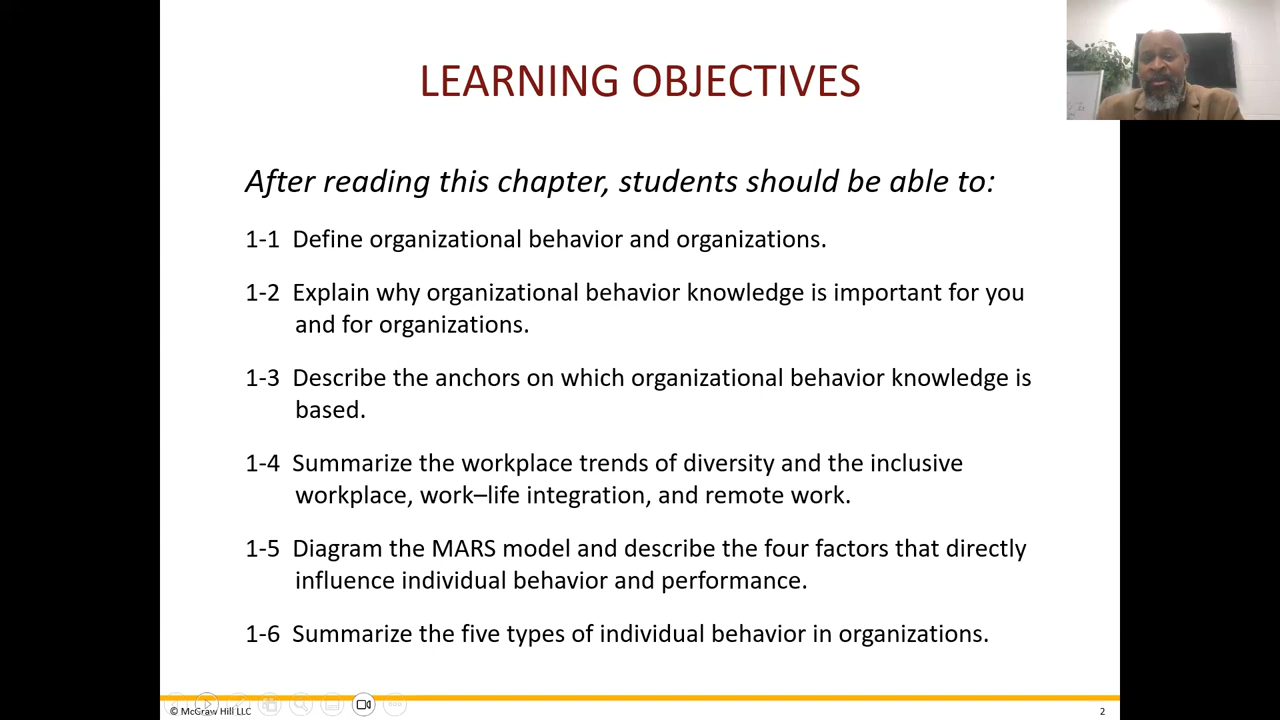 LEARNING OBJECTIVES
After reading this chapter, students should be able to:
1-1 Define organizational behavior and organizations.
1-2 Explain why organizational behavior knowledge is important for you
and for organizations.
1-3 Describe the anchors on which organizational behavior knowledge is
based.
1-4 Summarize the workplace trends of diversity and the inclusive
workplace, work–life integration, and remote work.
1-5 Diagram the MARS model and describe the four factors that directly
influence individual behavior and performance.
1-6 Summarize the five types of individual behavior in organizations.
© McGraw Hill LLC
2